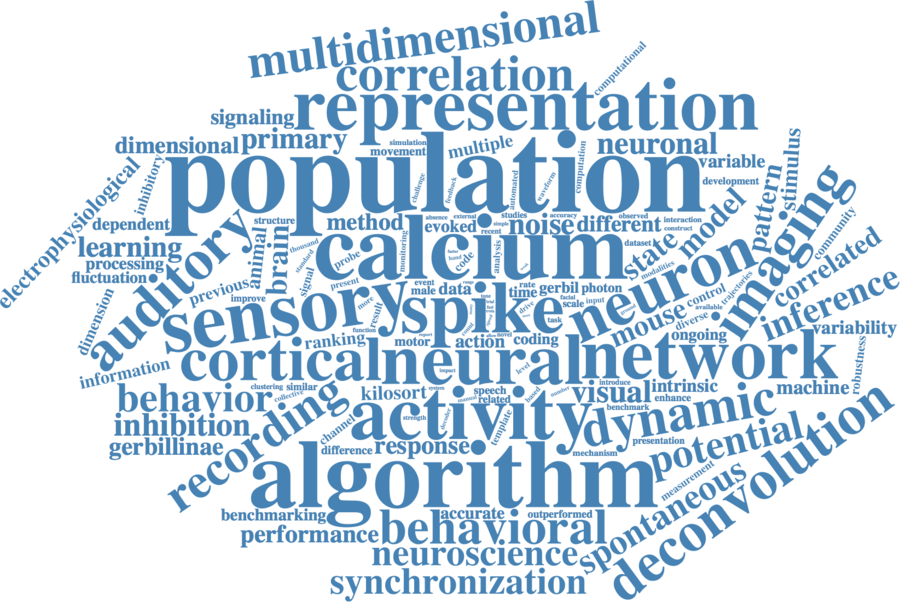 multidimensional
correlation
computational
representation
signaling
dimensional
primary
simulation
movement
multiple
computation
neuronal
variable
stimulus
population
development
electrophysiological
inhibitory
challenge
feedback
automated
waveform
pattern
dependent
structure
method
absence
external
studies
accuracy
observed
interaction
evoked
simple
recent
noise
different
construct
model
imaging
community
learning
auditory
animal
brain
thousand
standard
probe
monitoring
calcium
code
analysis
dataset
state
neuron
correlated
processing
fluctuation
signal
modalities
trajectories
previous
present
event
range
rate
gerbil
photon
male
data
time
facial
scale
input
control
available
inference
improve
more
sensory
spike
drive
task
mouse
diverse
dimension
result
function
ranking
motor
action
novel
coding
ongoing
variability
information
cortical
neural
network
level
impact
robustness
behavior
clustering
similar
collective
kilosort
system
speech
related
manual
based
number
introduce
visual
intrinsic
enhance
machine
benchmark
inhibition
recording
channel
strength
decoder
activity
template
dynamic
presentation
gerbillinae
difference
response
mechanism
potential
algorithm
measurement
spontaneous
deconvolution
benchmarking
accurate
outperformed
performance
behavioral
neuroscience
synchronization